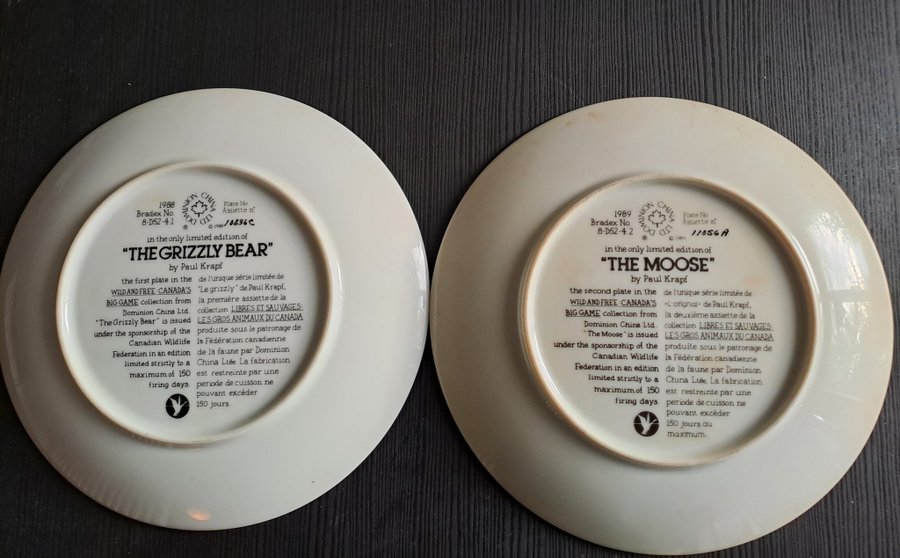 1988
Bradex No.
8-D52-4.1
DOMINION CHINA LTD
© 1988
Plate No
Assiette n°
10256C
in the only limited edition of
"THE GRIZZLY BEAR"
by Paul Krapf
the first plate in the
WILD AND FREE: CANADA'S
BIG GAME collection from
Dominion China Ltd.
"The Grizzly Bear" is issued
under the sponsorship of the
Canadian Wildlife
Federation in an edition
limited strictly to a
maximum of 150
firing days.
de l'unique série limitée de
"Le grizzly" de Paul Krapf,
la première assiette de la
collection LIBRES ET SAUVAGES:
LES GROS ANIMAUX DU CANADA
produite sous le patronage de
la Fédération canadienne
de la faune par Dominion
China Ltée. La fabrication
est restreinte par une
période de cuisson ne
pouvant excéder
150 jours.
1989
Bradex No
8-D52-4.2
DOMINION CHINA LTD
© 1989
Plate No
Assiette n°
11056A
in the only limited edition of
"THE MOOSE"
by Paul Krapf
the second plate in the
WILD AND FREE: CANADA'S
BIG GAME collection from
Dominion China Ltd.
"The Moose" is issued
under the sponsorship of the
Canadian Wildlife
Federation in an edition
limited strictly to a
maximum of 150
firing days.
de l'unique série limitée de
«L'orignal» de Paul Krapf,
la deuxième assiette de la
collection LIBRES ET SAUVAGES:
LES GROS ANIMAUX DU CANADA
produite sous le patronage de
la Fédération canadienne
de la faune par Dominion
China Ltée. La fabrication
est restreinte par une
période de cuisson ne
pouvant excéder
150 jours au
maximum.